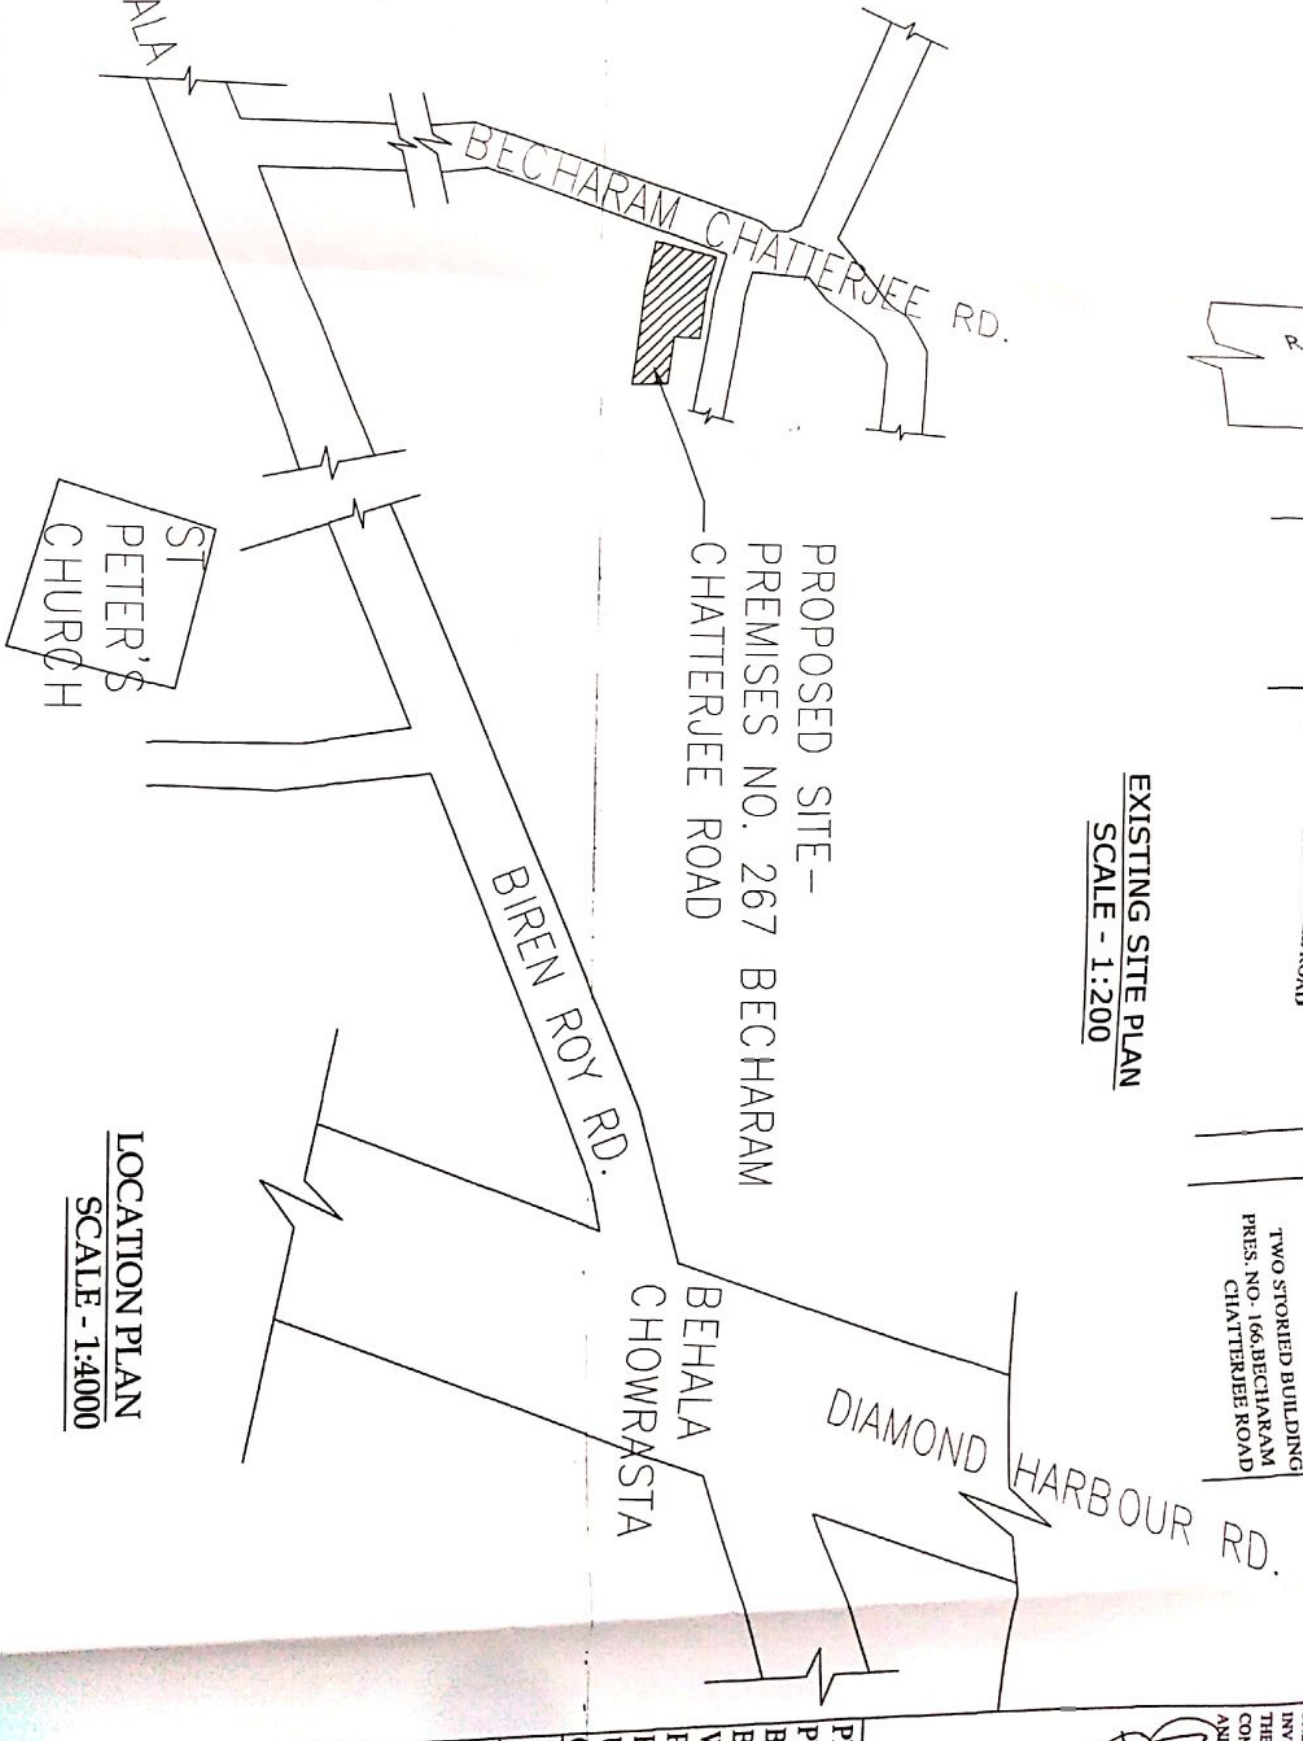 EXISTING SITE PLAN
SCALE - 1:200
TWO STORIED BUILDING
PRES. NO- 166,BECHARAM
CHATTERJEE ROAD
BECHARAM CHATTERJEE RD.
PROPOSED SITE-
PREMISES NO. 267 BECHARAM
CHATTERJEE ROAD
DIAMOND HARBOUR RD.
BEHALA
CHOWRASTA
BIREN ROY RD.
ST
PETER'S
CHURCH
LOCATION PLAN
SCALE - 1:4000